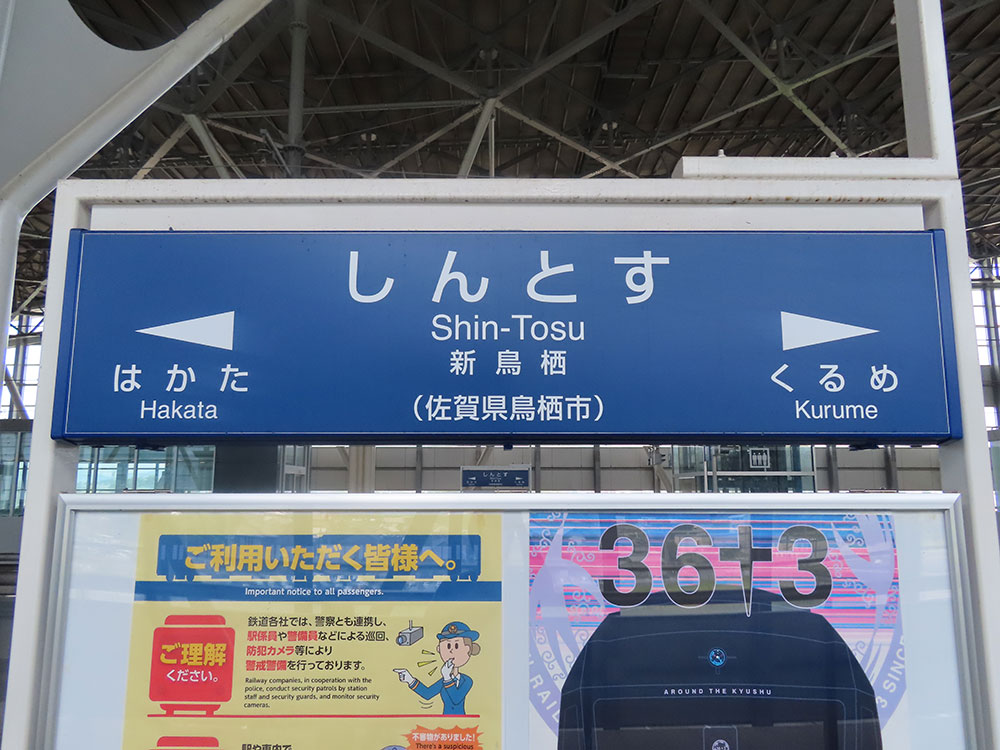 しんとす
Shin-Tosu
新鳥栖
(佐賀県鳥栖市)
はかた
Hakata
くるめ
Kurume
しんとす
ご利用いただく皆様へ。
Important notice to all passengers.
ご理解
ください。
鉄道各社では、警察とも連携し、
駅係員や警備員などによる巡回、
防犯カメラ等により
警戒警備を行っております。
Railway companies, in cooperation with the
police, conduct security patrols by station
staff and security guards, and monitor security
cameras.
不審物がありました!
There's a suspicious
駅や車内で
36+3
AROUND THE KYUSHU